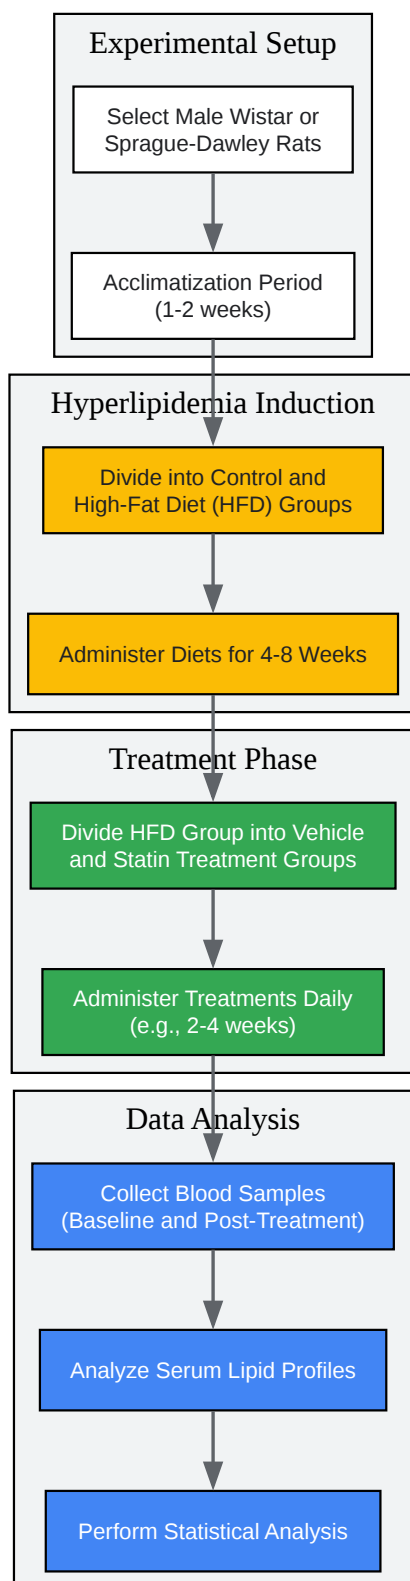 Experimental Setup
Select Male Wistar or
Sprague-Dawley Rats
Acclimatization Period
(1-2 weeks)
Hyperlipidemia Induction
Divide into Control and
High-Fat Diet (HFD) Groups
Administer Diets for 4-8 Weeks
Treatment Phase
Divide HFD Group into Vehicle
and Statin Treatment Groups
Administer Treatments Daily
(e.g., 2-4 weeks)
Data Analysis
Collect Blood Samples
(Baseline and Post-Treatment)
Analyze Serum Lipid Profiles
Perform Statistical Analysis